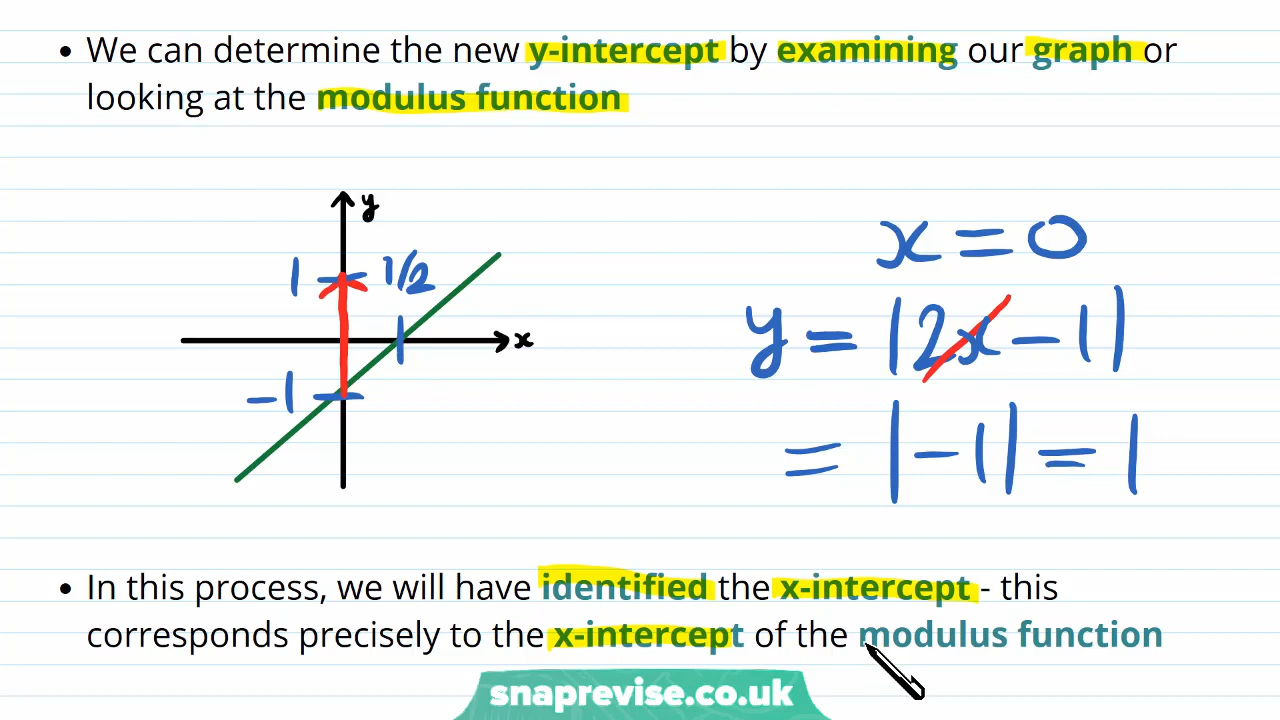 • We can determine the new y-intercept by examining our graph or
looking at the modulus function
y
1
1/2
x
-1
x = 0
y = |2x - 1|
= |-1| = 1
• In this process, we will have identified the x-intercept - this
corresponds precisely to the x-intercept of the modulus function
snaprevise.co.uk